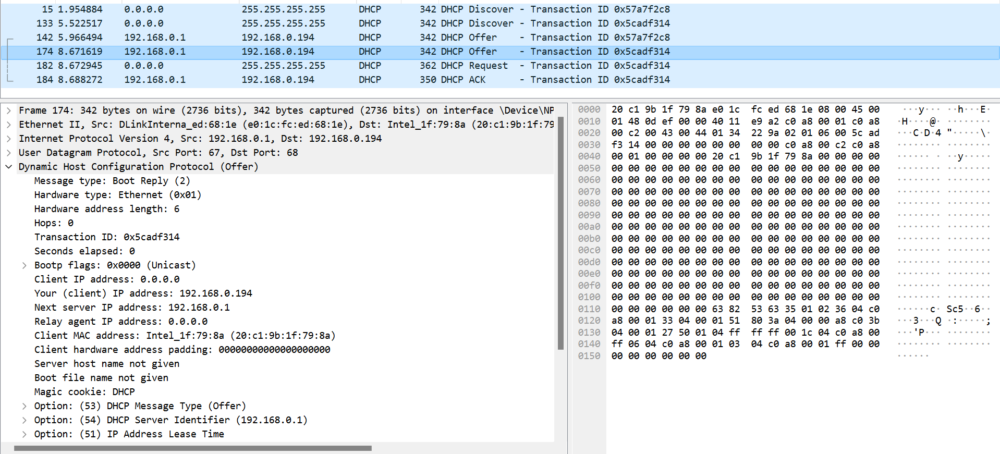 15 1.954884 0.0.0.0 255.255.255.255 DHCP 342 DHCP Discover - Transaction ID 0x57a7f2c8
133 5.522517 0.0.0.0 255.255.255.255 DHCP 342 DHCP Discover - Transaction ID 0x5cadf314
142 5.966494 192.168.0.1 192.168.0.194 DHCP 342 DHCP Offer - Transaction ID 0x57a7f2c8
174 8.671619 192.168.0.1 192.168.0.194 DHCP 342 DHCP Offer - Transaction ID 0x5cadf314
182 8.672945 0.0.0.0 255.255.255.255 DHCP 362 DHCP Request - Transaction ID 0x5cadf314
184 8.688272 192.168.0.1 192.168.0.194 DHCP 350 DHCP ACK - Transaction ID 0x5cadf314
Frame 174: 342 bytes on wire (2736 bits), 342 bytes captured (2736 bits) on interface \Device\NP
Ethernet II, Src: DLinkInterna_ed:68:1e (e0:1c:fc:ed:68:1e), Dst: Intel_1f:79:8a (20:c1:9b:1f:79
Internet Protocol Version 4, Src: 192.168.0.1, Dst: 192.168.0.194
User Datagram Protocol, Src Port: 67, Dst Port: 68
Dynamic Host Configuration Protocol (Offer)
Message type: Boot Reply (2)
Hardware type: Ethernet (0x01)
Hardware address length: 6
Hops: 0
Transaction ID: 0x5cadf314
Seconds elapsed: 0
Bootp flags: 0x0000 (Unicast)
Client IP address: 0.0.0.0
Your (client) IP address: 192.168.0.194
Next server IP address: 192.168.0.1
Relay agent IP address: 0.0.0.0
Client MAC address: Intel_1f:79:8a (20:c1:9b:1f:79:8a)
Client hardware address padding: 00000000000000000000
Server host name not given
Boot file name not given
Magic cookie: DHCP
Option: (53) DHCP Message Type (Offer)
Option: (54) DHCP Server Identifier (192.168.0.1)
Option: (51) IP Address Lease Time
0000 20 c1 9b 1f 79 8a e0 1c fc ed 68 1e 08 00 45 00 ···y···· ··h···E·
0010 01 48 0d ef 00 00 40 11 e9 a2 c0 a8 00 01 c0 a8 ·H····@· ········
0020 00 c2 00 43 00 44 01 34 22 9a 02 01 06 00 5c ad ···C·D·4 "·····\·
0030 f3 14 00 00 00 00 00 00 00 00 c0 a8 00 c2 c0 a8 ········ ········
0040 00 01 00 00 00 00 20 c1 9b 1f 79 8a 00 00 00 00 ········ ··y·····
0050 00 00 00 00 00 00 00 00 00 00 00 00 00 00 00 00 ········ ········
0060 00 00 00 00 00 00 00 00 00 00 00 00 00 00 00 00 ········ ········
0070 00 00 00 00 00 00 00 00 00 00 00 00 00 00 00 00 ········ ········
0080 00 00 00 00 00 00 00 00 00 00 00 00 00 00 00 00 ········ ········
0090 00 00 00 00 00 00 00 00 00 00 00 00 00 00 00 00 ········ ········
00a0 00 00 00 00 00 00 00 00 00 00 00 00 00 00 00 00 ········ ········
00b0 00 00 00 00 00 00 00 00 00 00 00 00 00 00 00 00 ········ ········
00c0 00 00 00 00 00 00 00 00 00 00 00 00 00 00 00 00 ········ ········
00d0 00 00 00 00 00 00 00 00 00 00 00 00 00 00 00 00 ········ ········
00e0 00 00 00 00 00 00 00 00 00 00 00 00 00 00 00 00 ········ ········
00f0 00 00 00 00 00 00 00 00 00 00 00 00 00 00 00 00 ········ ········
0100 00 00 00 00 00 00 00 00 00 00 00 00 00 00 00 00 ········ ········
0110 00 00 00 00 00 00 63 82 53 63 35 01 02 36 04 c0 ······c· Sc5··6··
0120 a8 00 01 33 04 00 01 51 80 3a 04 00 00 a8 c0 3b ···3···Q ·:·····;
0130 04 00 01 27 50 01 04 ff ff ff 00 1c 04 c0 a8 00 ···'P··· ········
0140 ff 06 04 c0 a8 00 01 03 04 c0 a8 00 01 ff 00 00 ········ ········
0150 00 00 00 00 00 00 ······